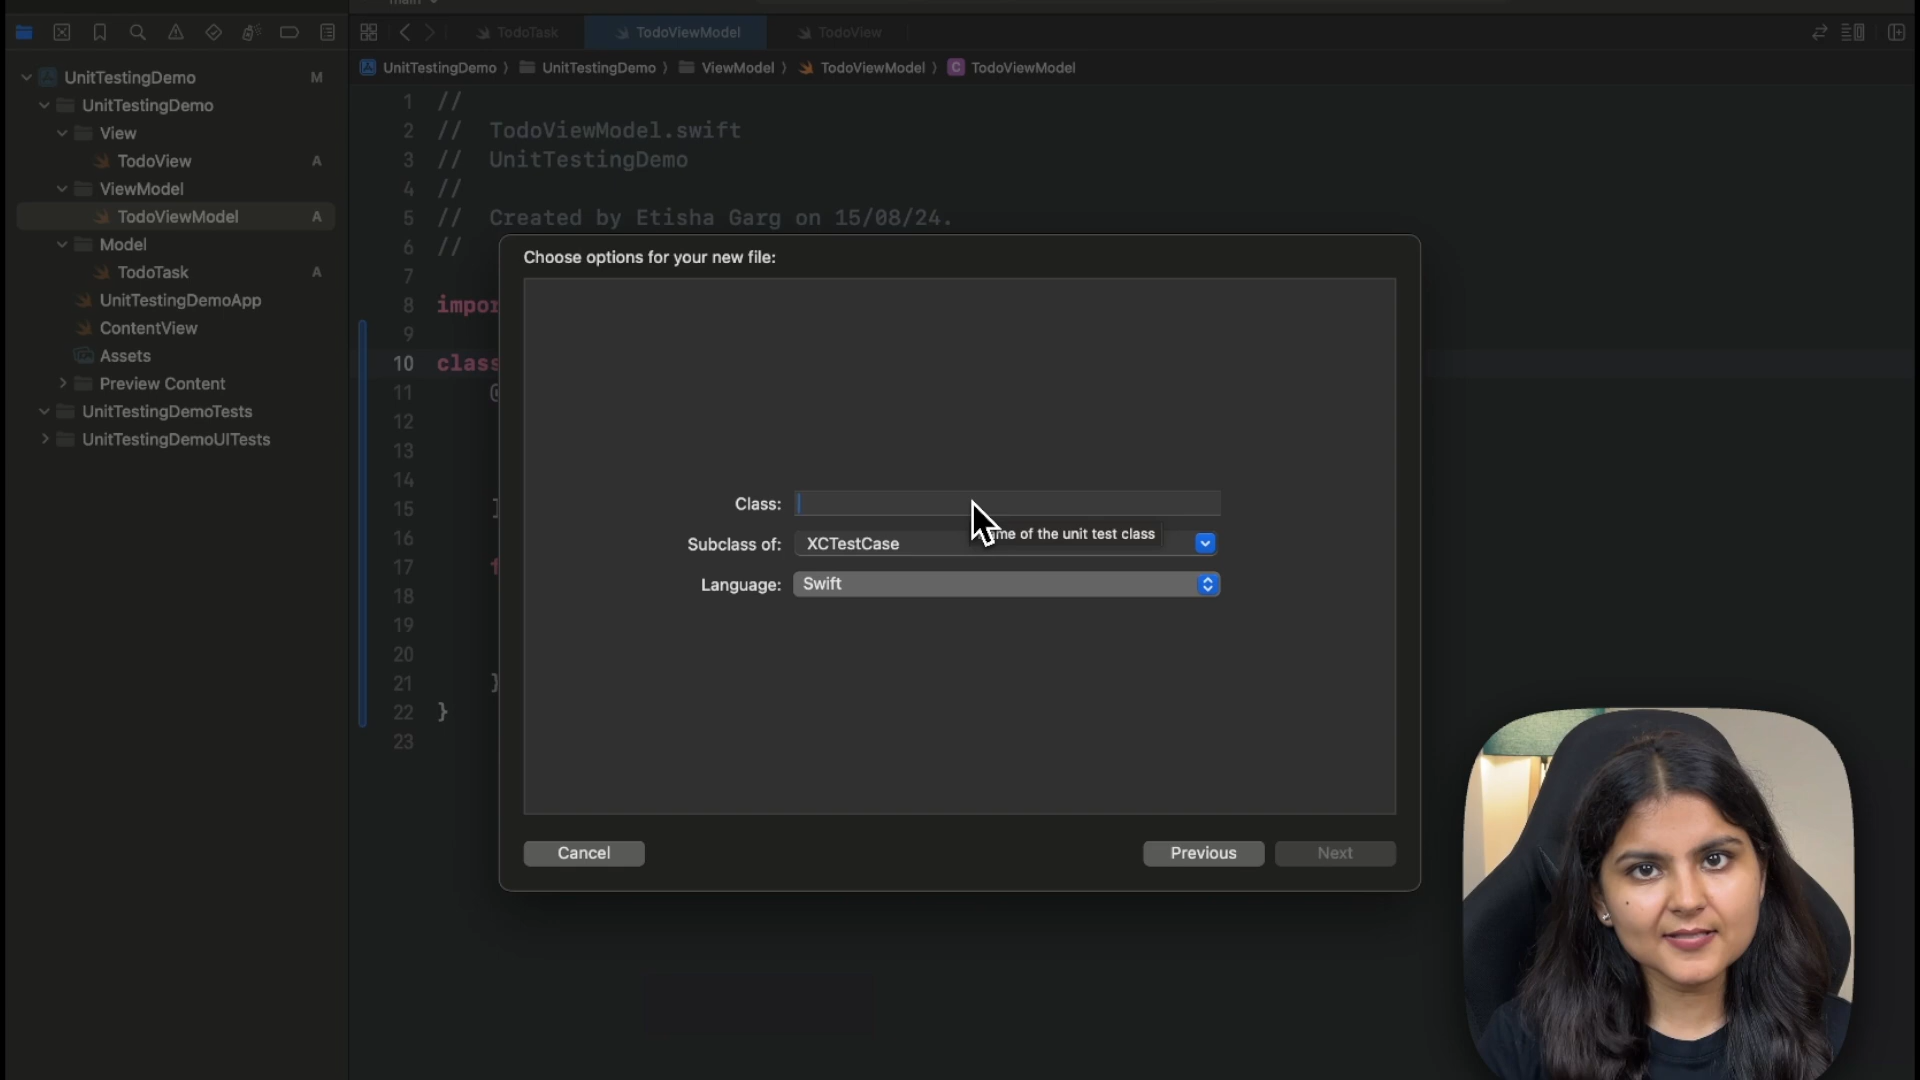 main
TodoTask
TodoViewModel
TodoView
UnitTestingDemo
M
UnitTestingDemo
View
TodoView
A
ViewModel
TodoViewModel
A
Model
TodoTask
A
UnitTestingDemoApp
ContentView
Assets
Preview Content
UnitTestingDemoTests
UnitTestingDemoUITests
UnitTestingDemo 〉 UnitTestingDemo 〉 ViewModel 〉 TodoViewModel 〉 C TodoViewModel
1 //
2 // TodoViewModel.swift
3 // UnitTestingDemo
4 //
5 // Created by Etisha Garg on 15/08/24.
6 //
7
8 impor
9
10 class
11 @
12
13
14
15 ]
16
17 f
18
19
20
21 }
22 }
23
Choose options for your new file:
Class:
me of the unit test class
Subclass of: XCTestCase
Language: Swift
Cancel
Previous
Next